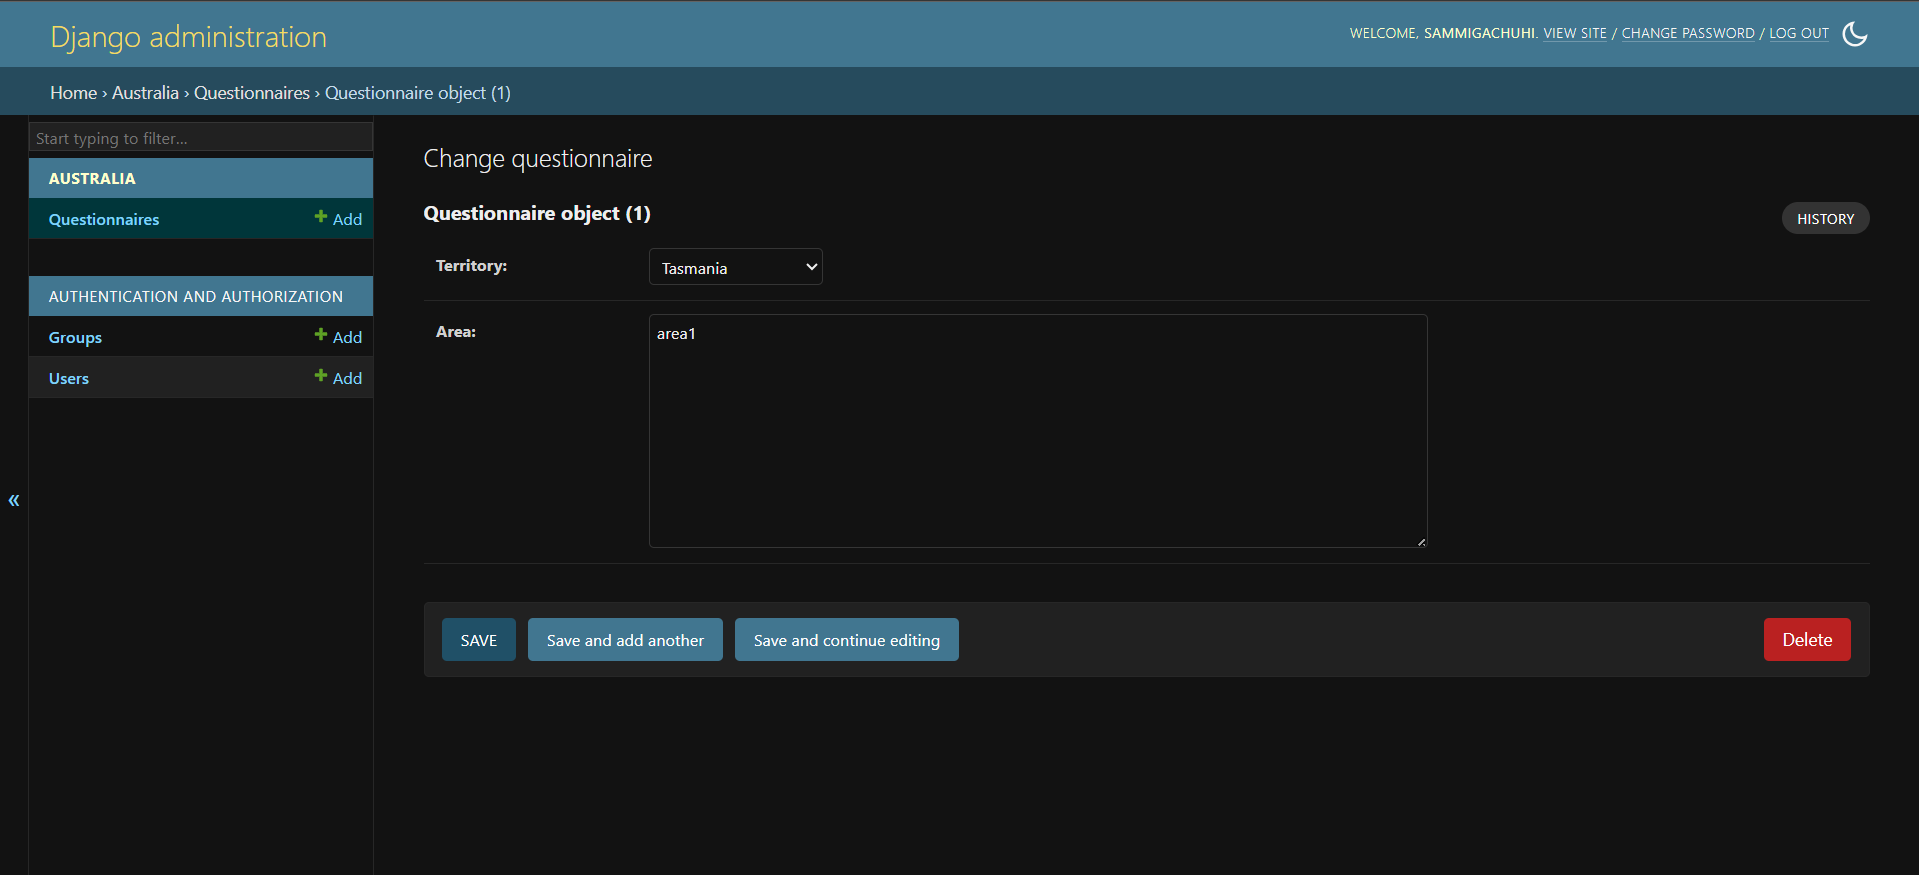 Django administration
WELCOME, SAMMIGACHUHI. VIEW SITE / CHANGE PASSWORD / LOG OUT
Home › Australia › Questionnaires › Questionnaire object (1)
Start typing to filter...
AUSTRALIA
Questionnaires + Add
AUTHENTICATION AND AUTHORIZATION
Groups + Add
Users + Add
«
Change questionnaire
Questionnaire object (1)
HISTORY
Territory: Tasmania
Area: area1
SAVE Save and add another Save and continue editing Delete